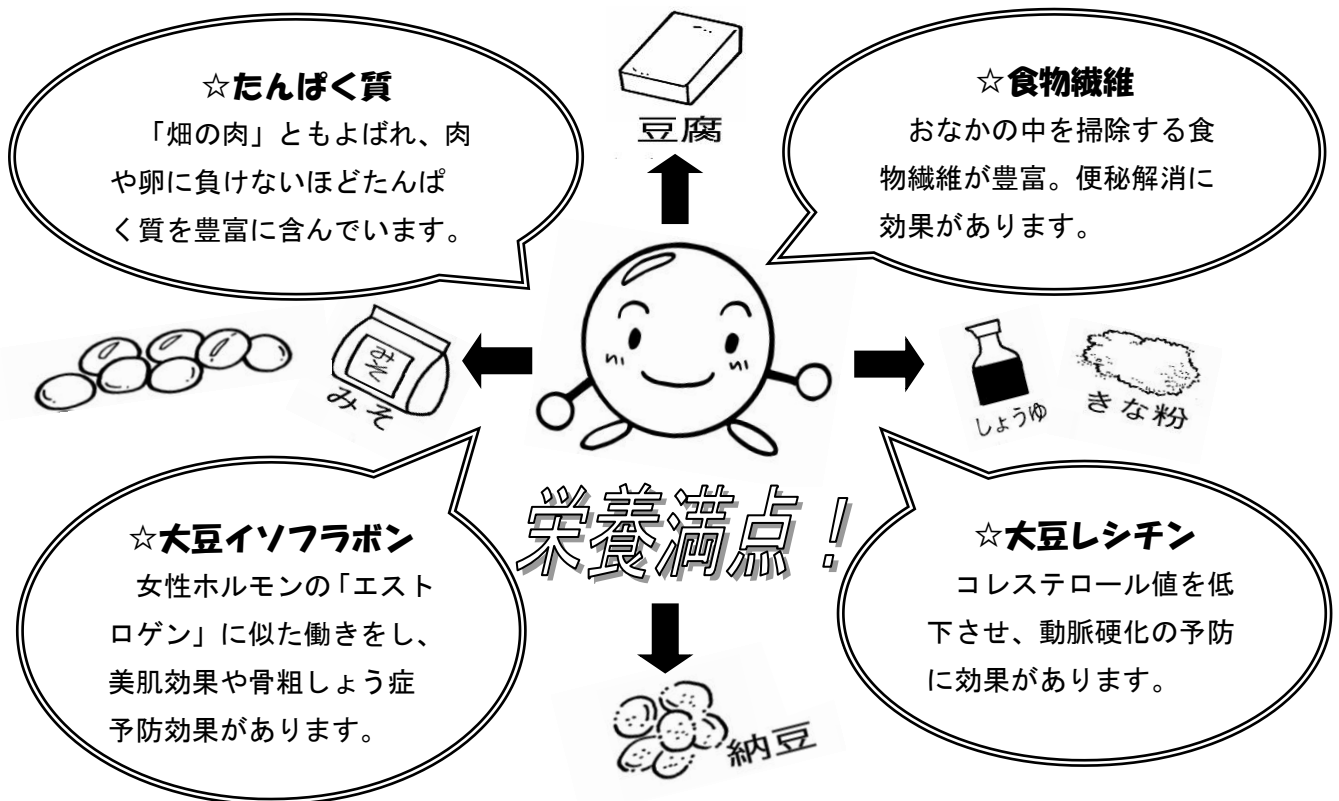 ☆たんぱく質
「畑の肉」ともよばれ、肉
や卵に負けないほどたんぱ
く質を豊富に含んでいます。
豆腐
☆食物繊維
おなかの中を掃除する食
物繊維が豊富。便秘解消に
効果があります。
みそ
みそ
しょうゆ
きな粉
栄養満点!
☆大豆イソフラボン
女性ホルモンの「エスト
ロゲン」に似た働きをし、
美肌効果や骨粗しょう症
予防効果があります。
☆大豆レシチン
コレステロール値を低
下させ、動脈硬化の予防
に効果があります。
納豆